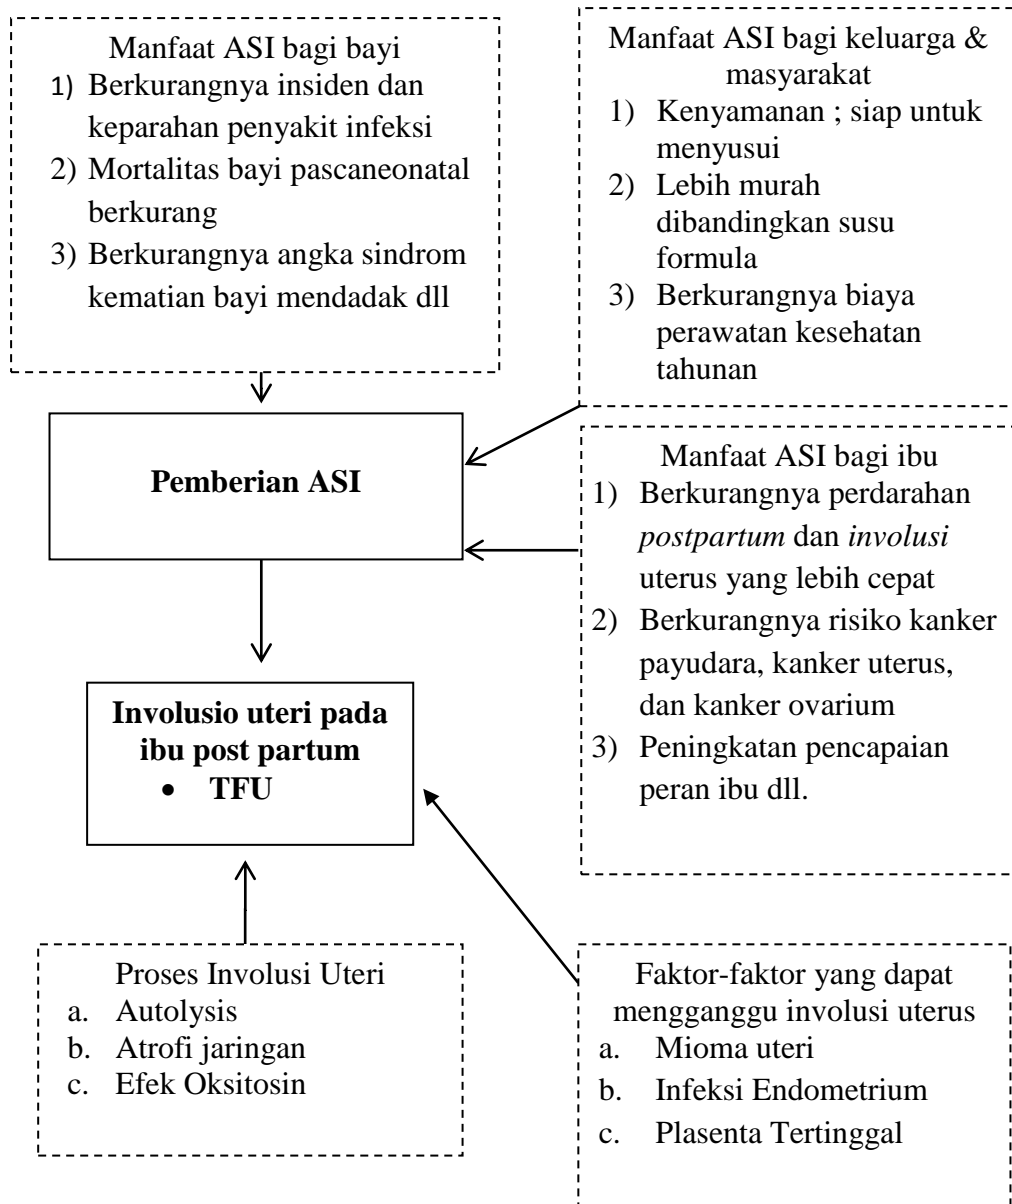 Manfaat ASI bagi bayi
1) Berkurangnya insiden dan
keparahan penyakit infeksi
2) Mortalitas bayi pascaneonatal
berkurang
3) Berkurangnya angka sindrom
kematian bayi mendadak dll
Manfaat ASI bagi keluarga &
masyarakat
1) Kenyamanan ; siap untuk
menyusui
2) Lebih murah
dibandingkan susu
formula
3) Berkurangnya biaya
perawatan kesehatan
tahunan
Pemberian ASI
Manfaat ASI bagi ibu
1) Berkurangnya perdarahan
postpartum dan involusi
uterus yang lebih cepat
2) Berkurangnya risiko kanker
payudara, kanker uterus,
dan kanker ovarium
3) Peningkatan pencapaian
peran ibu dll.
Involusio uteri pada
ibu post partum
• TFU
Proses Involusi Uteri
a. Autolysis
b. Atrofi jaringan
c. Efek Oksitosin
Faktor-faktor yang dapat
mengganggu involusi uterus
a. Mioma uteri
b. Infeksi Endometrium
c. Plasenta Tertinggal